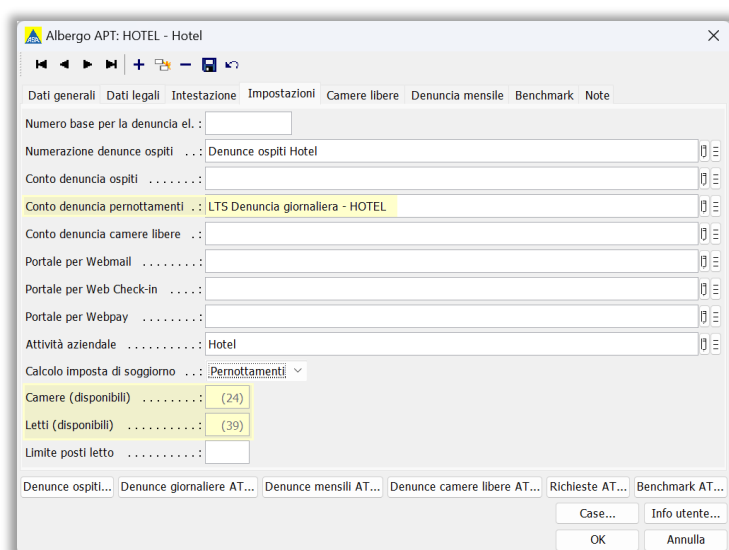 Albergo APT: HOTEL - Hotel
Dati generali Dati legali Intestazione Impostazioni Camere libere Denuncia mensile Benchmark Note
Numero base per la denuncia el. :
Numerazione denunce ospiti . . : Denunce ospiti Hotel
Conto denuncia ospiti . . . . . . . :
Conto denuncia pernottamenti . : LTS Denuncia giornaliera - HOTEL
Conto denuncia camere libere . :
Portale per Webmail . . . . . . . . :
Portale per Web Check-in . . . . :
Portale per Webpay . . . . . . . . :
Attività aziendale . . . . . . . . . . : Hotel
Calcolo imposta di soggiorno . . : Pernottamenti
Camere (disponibili) . . . . . . . . : (24)
Letti (disponibili) . . . . . . . . . . : (39)
Limite posti letto . . . . . . . . . . :
Denunce ospiti... Denunce giornaliere AT... Denunce mensili AT... Denunce camere libere AT... Richieste AT... Benchmark AT...
Case... Info utente...
OK Annulla